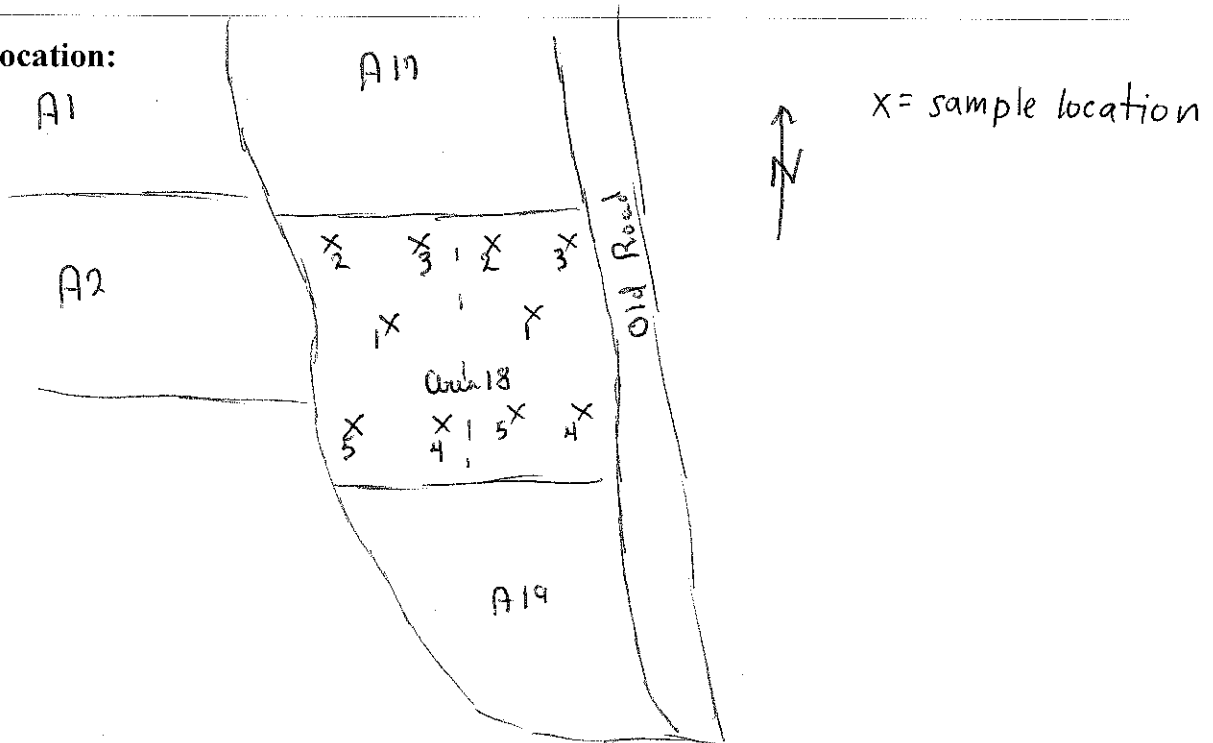 ocation:
A1
A17
x = sample location
N
A2
Old Road
x x x x
2 3 2 3
x x
1 1
Area 18
x x x x
5 4 5 4
A19